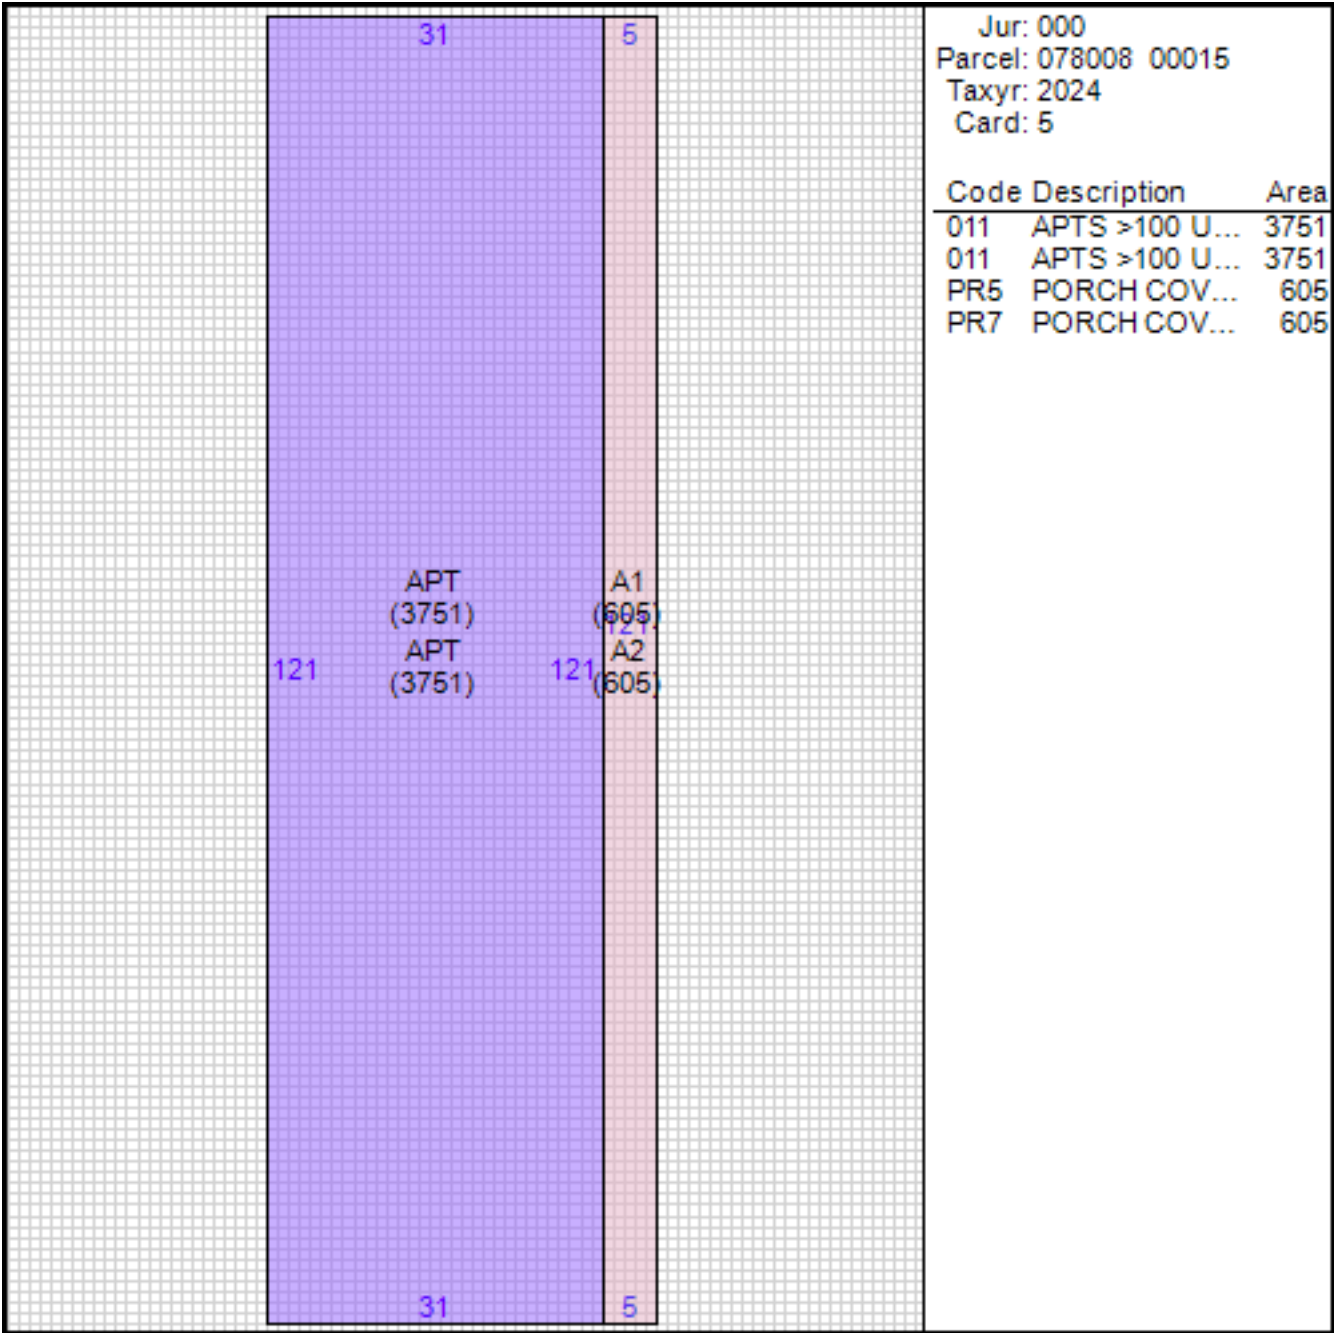 31 5
APT A1
(3751) (605)
121
APT A2
121 121
(3751) (605)
31 5
Jur: 000
Parcel: 078008 00015
Taxyr: 2024
Card: 5
Code Description Area
011 APTS >100 U... 3751
011 APTS >100 U... 3751
PR5 PORCH COV... 605
PR7 PORCH COV... 605